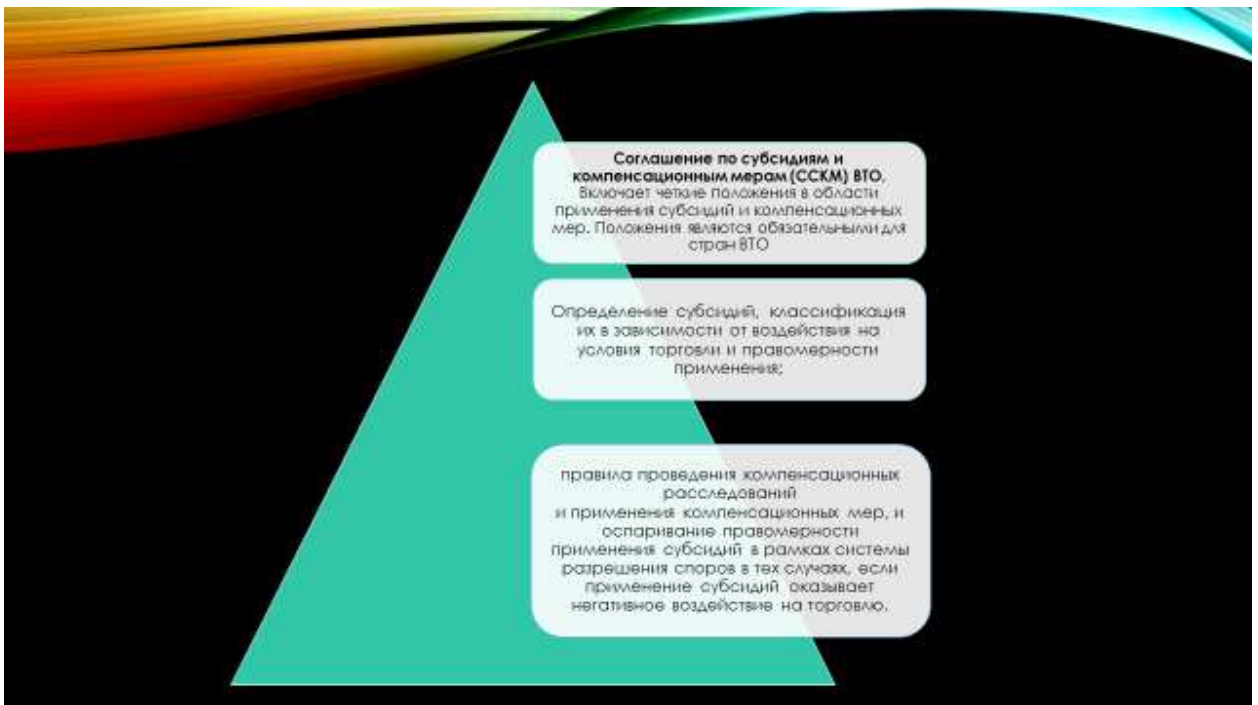 Соглашение по субсидиям и
компенсационным мерам (ССКМ) ВТО.
Включает четкие положения в области
применения субсидий и компенсационных
мер. Положения являются обязательными для
стран ВТО
Определение субсидий, классификация
их в зависимости от воздействия на
условия торговли и правомерности
применения;
правила проведения компенсационных
расследований
и применения компенсационных мер, и
оспаривание правомерности
применения субсидий в рамках системы
разрешения споров в тех случаях, если
применение субсидий оказывает
негативное воздействие на торговлю.